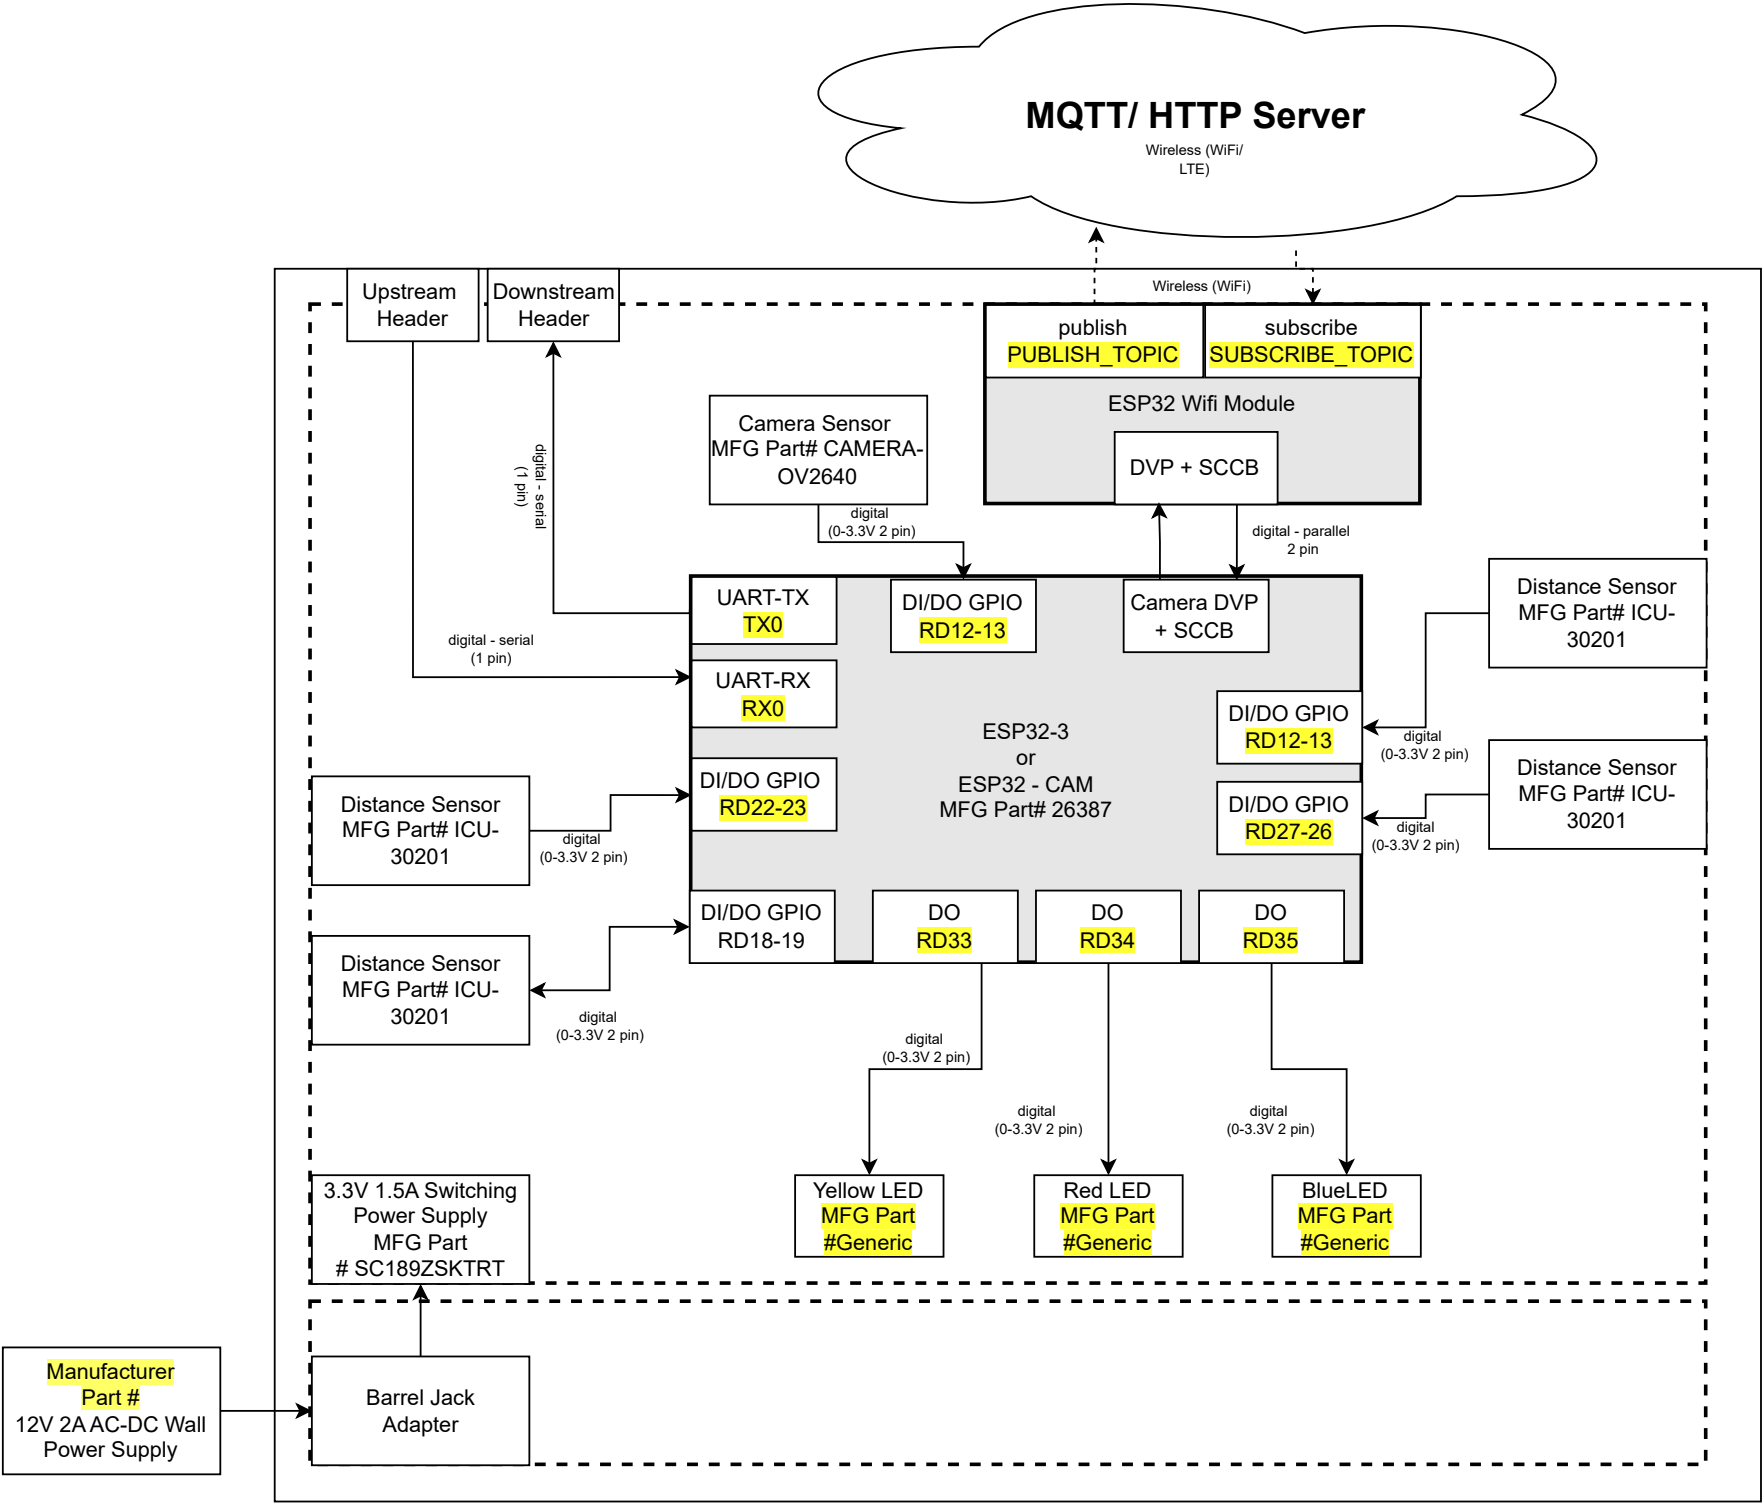 MQTT/ HTTP Server
Wireless (WiFi/
LTE)
Upstream
Header
Downstream
Header
Wireless (WiFi)
publish
PUBLISH_TOPIC
subscribe
SUBSCRIBE_TOPIC
ESP32 Wifi Module
DVP + SCCB
Camera Sensor
MFG Part# CAMERA-
OV2640
digital - serial
(1 pin)
digital
(0-3.3V 2 pin)
digital - parallel
2 pin
UART-TX
TX0
DI/DO GPIO
RD12-13
Camera DVP
+ SCCB
Distance Sensor
MFG Part# ICU-
30201
digital - serial
(1 pin)
UART-RX
RX0
DI/DO GPIO
RD12-13
digital
(0-3.3V 2 pin)
ESP32-3
or
ESP32 - CAM
MFG Part# 26387
Distance Sensor
MFG Part# ICU-
30201
DI/DO GPIO
RD22-23
DI/DO GPIO
RD27-26
digital
(0-3.3V 2 pin)
Distance Sensor
MFG Part# ICU-
30201
digital
(0-3.3V 2 pin)
DI/DO GPIO
RD18-19
DO
RD33
DO
RD34
DO
RD35
Distance Sensor
MFG Part# ICU-
30201
digital
(0-3.3V 2 pin)
digital
(0-3.3V 2 pin)
digital
(0-3.3V 2 pin)
digital
(0-3.3V 2 pin)
3.3V 1.5A Switching
Power Supply
MFG Part
# SC189ZSKTRT
Yellow LED
MFG Part
#Generic
Red LED
MFG Part
#Generic
BlueLED
MFG Part
#Generic
Manufacturer
Part #
12V 2A AC-DC Wall
Power Supply
Barrel Jack
Adapter